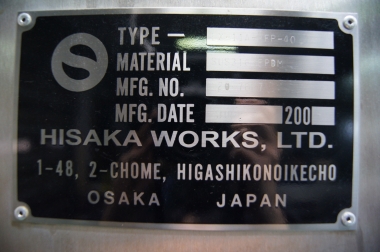 TYPE
MATERIAL
MFG. NO.
MFG. DATE 200
HISAKA WORKS, LTD.
1-48, 2-CHOME, HIGASHIKONOIKECHO
OSAKA JAPAN